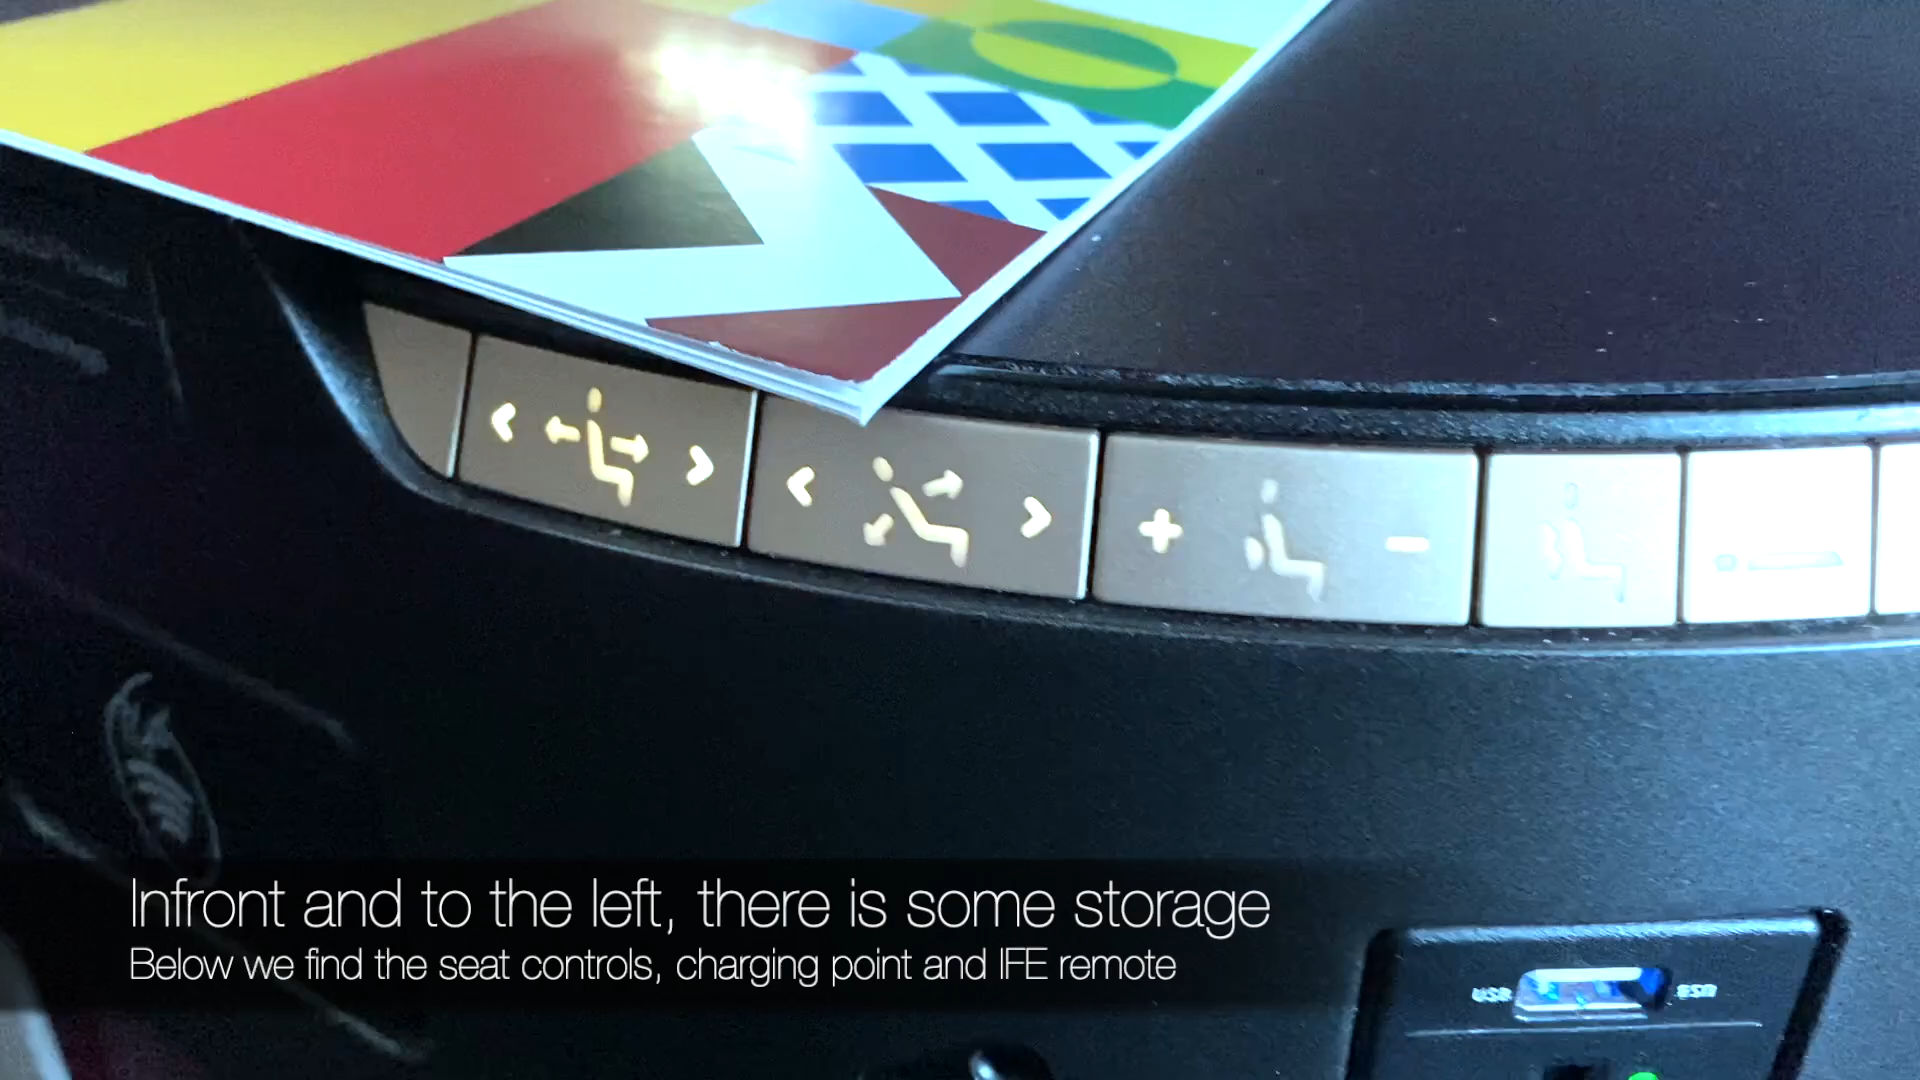 Infront and to the left, there is some storage
Below we find the seat controls, charging point and IFE remote
USB